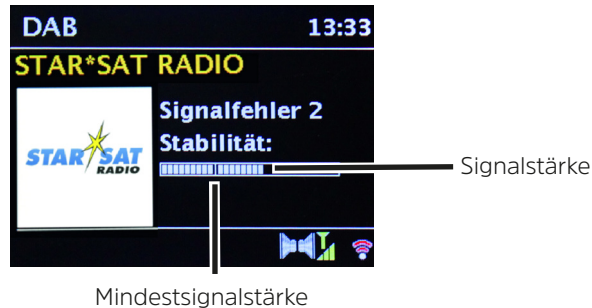 DAB 13:33
STAR*SAT RADIO
Signalfehler 2
Stabilität:
STAR SAT
RADIO
Signalstärke
Mindestsignalstärke